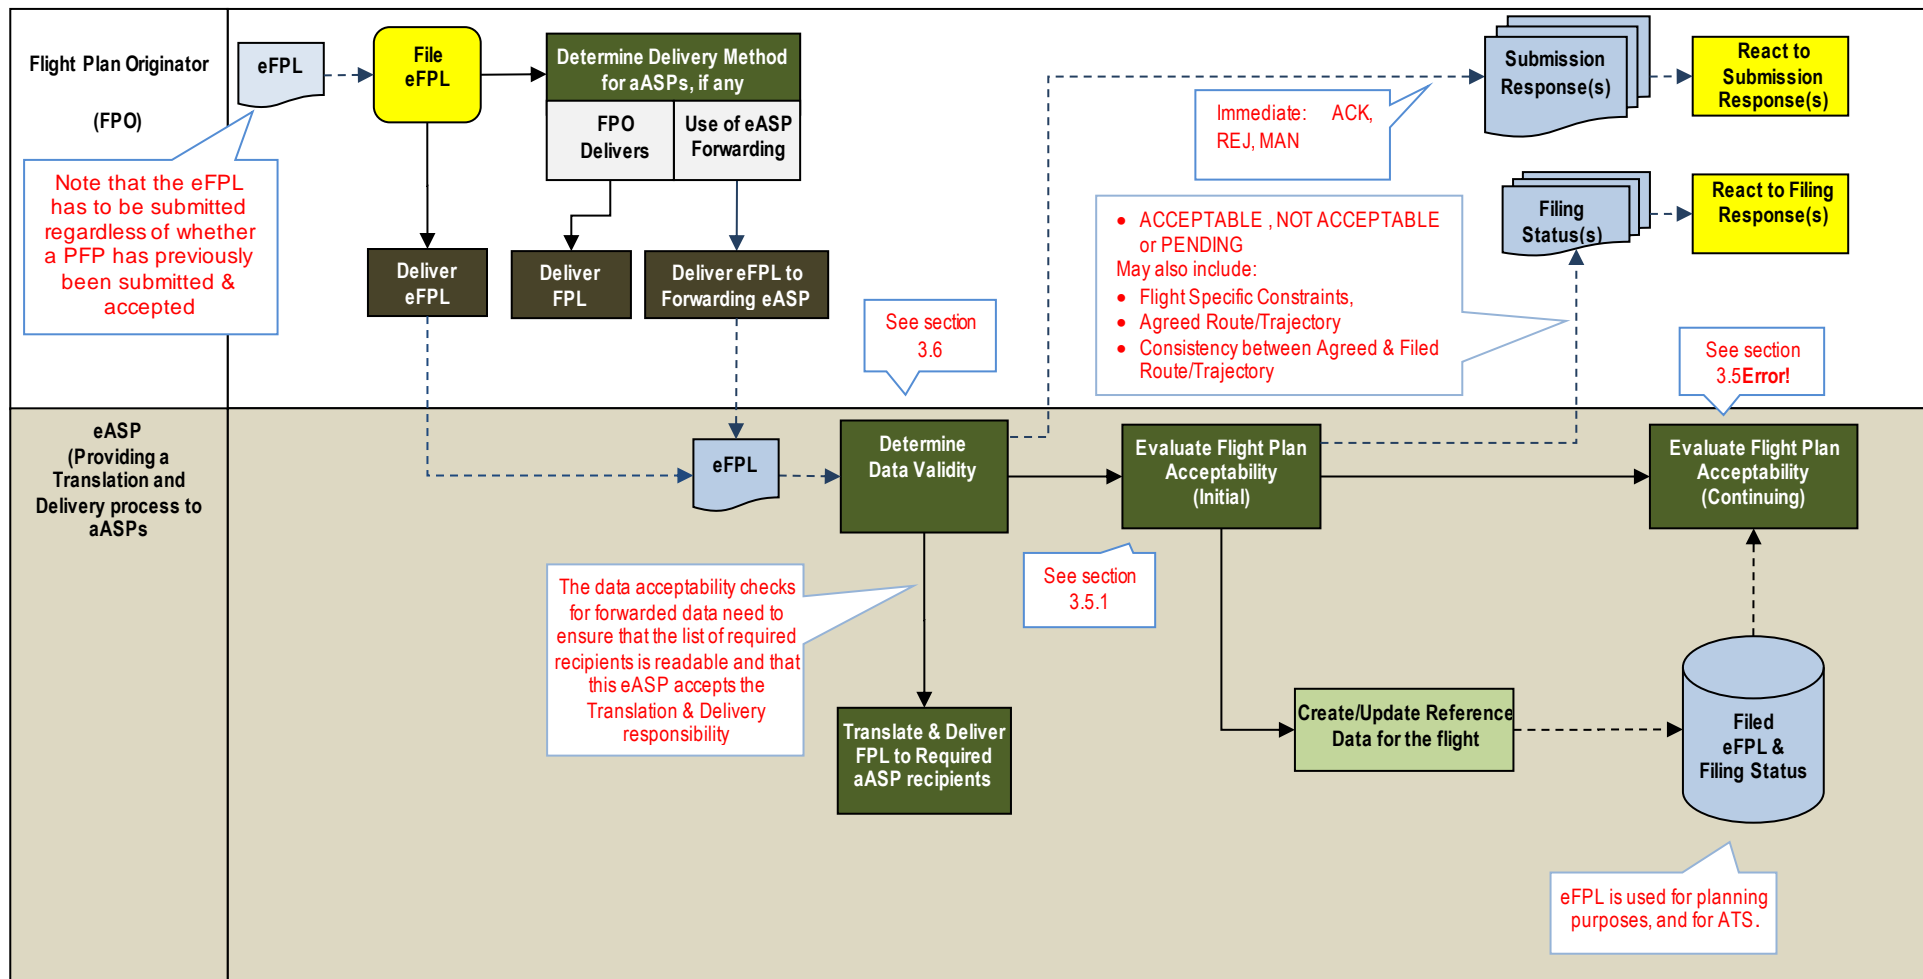 Flight Plan Originator
(FPO)
eFPL
File
eFPL
Determine Delivery Method
for aASPs, if any
FPO
Delivers
Use of eASP
Forwarding
Submission
Response(s)
React to
Submission
Response(s)
Immediate: ACK,
REJ, MAN
Note that the eFPL
has to be submitted
regardless of whether
a PFP has previously
been submitted &
accepted
Filing
Status(s)
React to Filing
Response(s)
• ACCEPTABLE , NOT ACCEPTABLE
or PENDING
May also include:
• Flight Specific Constraints,
• Agreed Route/Trajectory
• Consistency between Agreed & Filed
Route/Trajectory
Deliver
eFPL
Deliver
FPL
Deliver eFPL to
Forwarding eASP
See section
3.6
See section
3.5Error!
eASP
(Providing a
Translation and
Delivery process to
aASPs
eFPL
Determine
Data Validity
Evaluate Flight Plan
Acceptability
(Initial)
Evaluate Flight Plan
Acceptability
(Continuing)
The data acceptability checks
for forwarded data need to
ensure that the list of required
recipients is readable and that
this eASP accepts the
Translation & Delivery
responsibility
See section
3.5.1
Translate & Deliver
FPL to Required
aASP recipients
Create/Update Reference
Data for the flight
Filed
eFPL &
Filing Status
eFPL is used for planning
purposes, and for ATS.